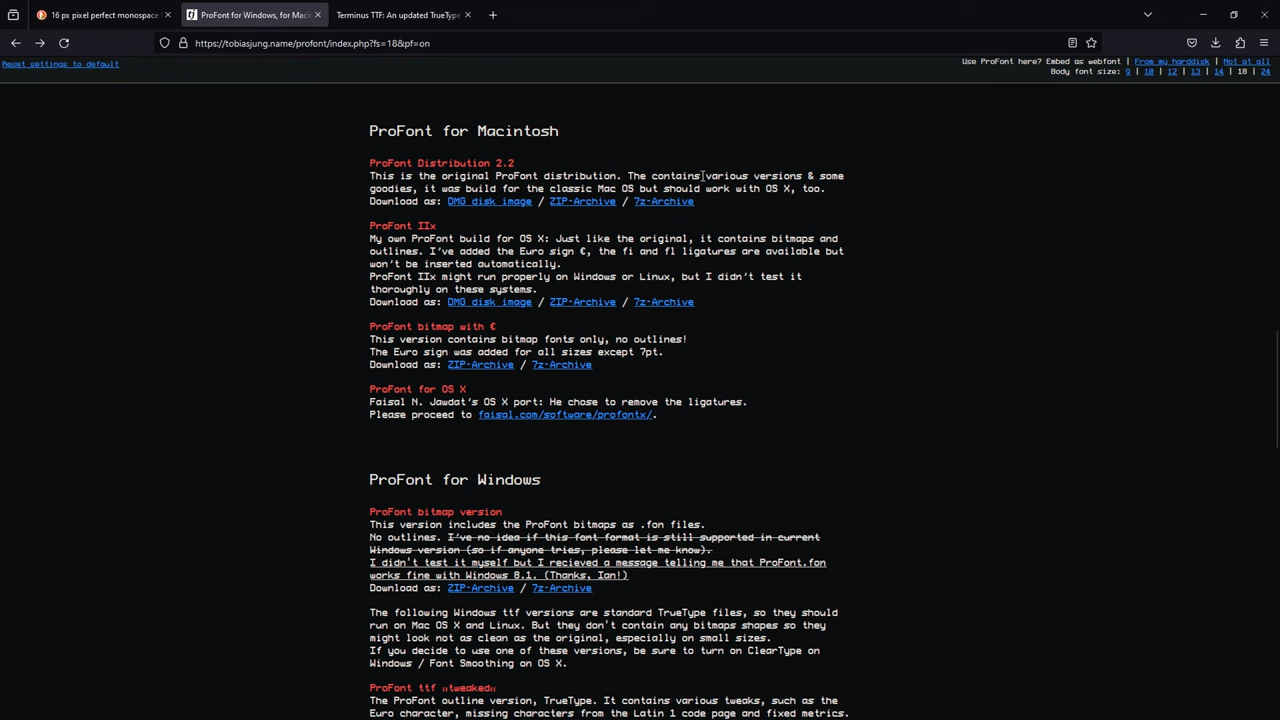 16 px pixel perfect monospace
ProFont for Windows, for Maci
Terminus TTF: An updated TrueType
https://tobiasjung.name/profont/index.php?fs=18&pf=on
Reset settings to default
Use ProFont here? Embed as webfont | From my harddisk | Not at all
Body font size: 9 | 10 | 12 | 13 | 14 | 18 | 24
ProFont for Macintosh
ProFont Distribution 2.2
This is the original ProFont distribution. The contains various versions & some
goodies, it was build for the classic Mac OS but should work with OS X, too.
Download as: DMG disk image / ZIP-Archive / 7z-Archive
ProFont IIx
My own ProFont build for OS X: Just like the original, it contains bitmaps and
outlines. I've added the Euro sign €, the fi and fl ligatures are available but
won't be inserted automatically.
ProFont IIx might run properly on Windows or Linux, but I didn't test it
thoroughly on these systems.
Download as: DMG disk image / ZIP-Archive / 7z-Archive
ProFont bitmap with €
This version contains bitmap fonts only, no outlines!
The Euro sign was added for all sizes except 7pt.
Download as: ZIP-Archive / 7z-Archive
ProFont for OS X
Faisal N. Jawdat's OS X port: He chose to remove the ligatures.
Please proceed to faisal.com/software/profontx/.
ProFont for Windows
ProFont bitmap version
This version includes the ProFont bitmaps as .fon files.
No outlines. I've no idea if this font format is still supported in current
Windows version (so if anyone tries, please let me know).
I didn't test it myself but I recieved a message telling me that ProFont.fon
works fine with Windows 8.1. (Thanks, Ian!)
Download as: ZIP-Archive / 7z-Archive
The following Windows ttf versions are standard TrueType files, so they should
run on Mac OS X and Linux. But they don't contain any bitmaps shapes so they
might look not as clean as the original, especially on small sizes.
If you decide to use one of these versions, be sure to turn on ClearType on
Windows / Font Smoothing on OS X.
ProFont ttf »tweaked«
The ProFont outline version, TrueType. It contains various tweaks, such as the
Euro character, missing characters from the Latin 1 code page and fixed metrics.